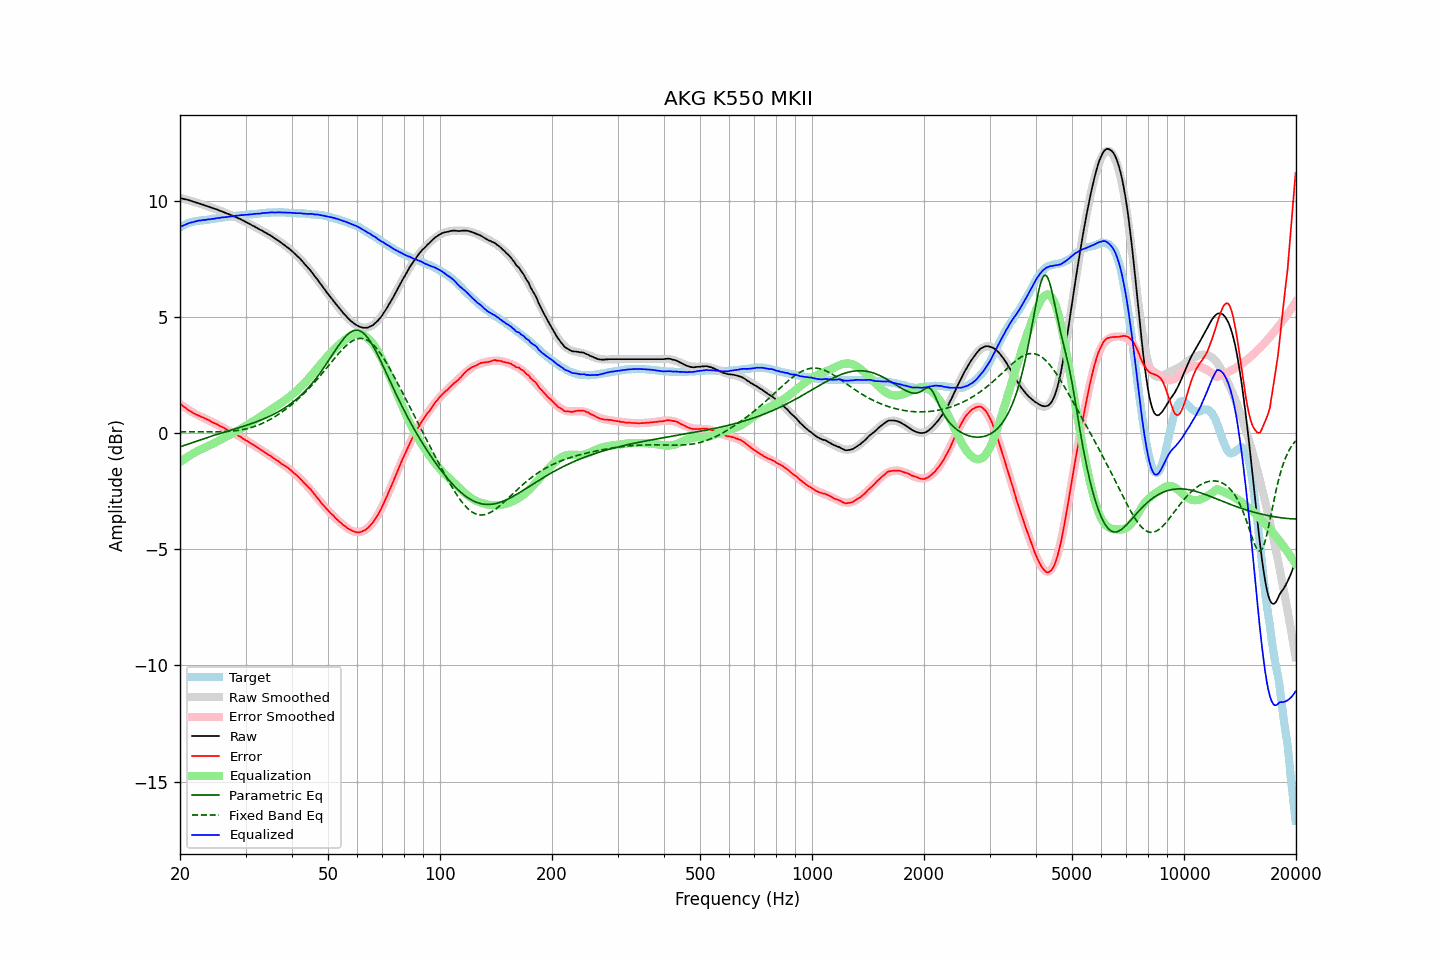 AKG K550 MKII
Amplitude (dBr)
10
5
0
−5
−10
−15
Target
Raw Smoothed
Error Smoothed
Raw
Error
Equalization
Parametric Eq
Fixed Band Eq
Equalized
20 50 100 200 500 1000 2000 5000 10000 20000
Frequency (Hz)